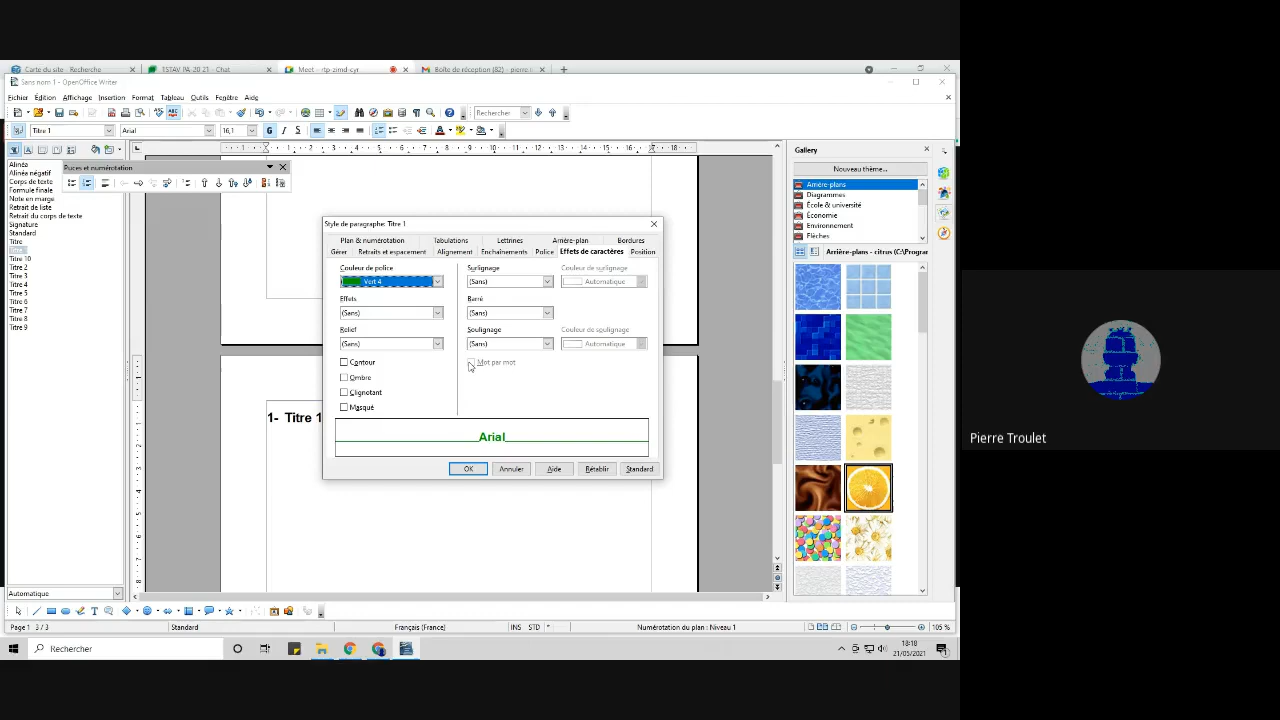 Carte du site - Recherche
1STAV PA-20 21 - Chat
Meet – rtp-zimd-cyr
Boîte de réception (82) - pierre.t
Sans nom 1 - OpenOffice Writer
Fichier Édition Affichage Insertion Format Tableau Outils Fenêtre Aide
Rechercher
Titre 1
Arial
16,1
Puces et numérotation
Alinéa
Alinéa négatif
Corps de texte
Formule finale
Note en marge
Retrait de liste
Retrait du corps de texte
Signature
Standard
Titre
Titre 1
Titre 10
Titre 2
Titre 3
Titre 4
Titre 5
Titre 6
Titre 7
Titre 8
Titre 9
Automatique
1- Titre 1
Style de paragraphe: Titre 1
Plan & numérotation Tabulations Lettrines Arrière-plan Bordures
Gérer Retraits et espacement Alignement Enchaînements Police Effets de caractères Position
Couleur de police
Vert 4
Effets
(Sans)
Relief
(Sans)
Contour
Ombre
Clignotant
Masqué
Surlignage
(Sans)
Couleur de surlignage
Automatique
Barré
(Sans)
Soulignage
(Sans)
Couleur de soulignage
Automatique
Mot par mot
Arial
OK Annuler Aide Rétablir Standard
Gallery
Nouveau thème...
Arrière-plans
Diagrammes
École & université
Économie
Environnement
Flèches
Arrière-plans - citrus (C:\Progra
Page 1 3 / 3
Standard
Français (France)
INS STD *
Numérotation du plan : Niveau 1
105 %
Rechercher
18:18
21/05/2021
Pierre Troulet